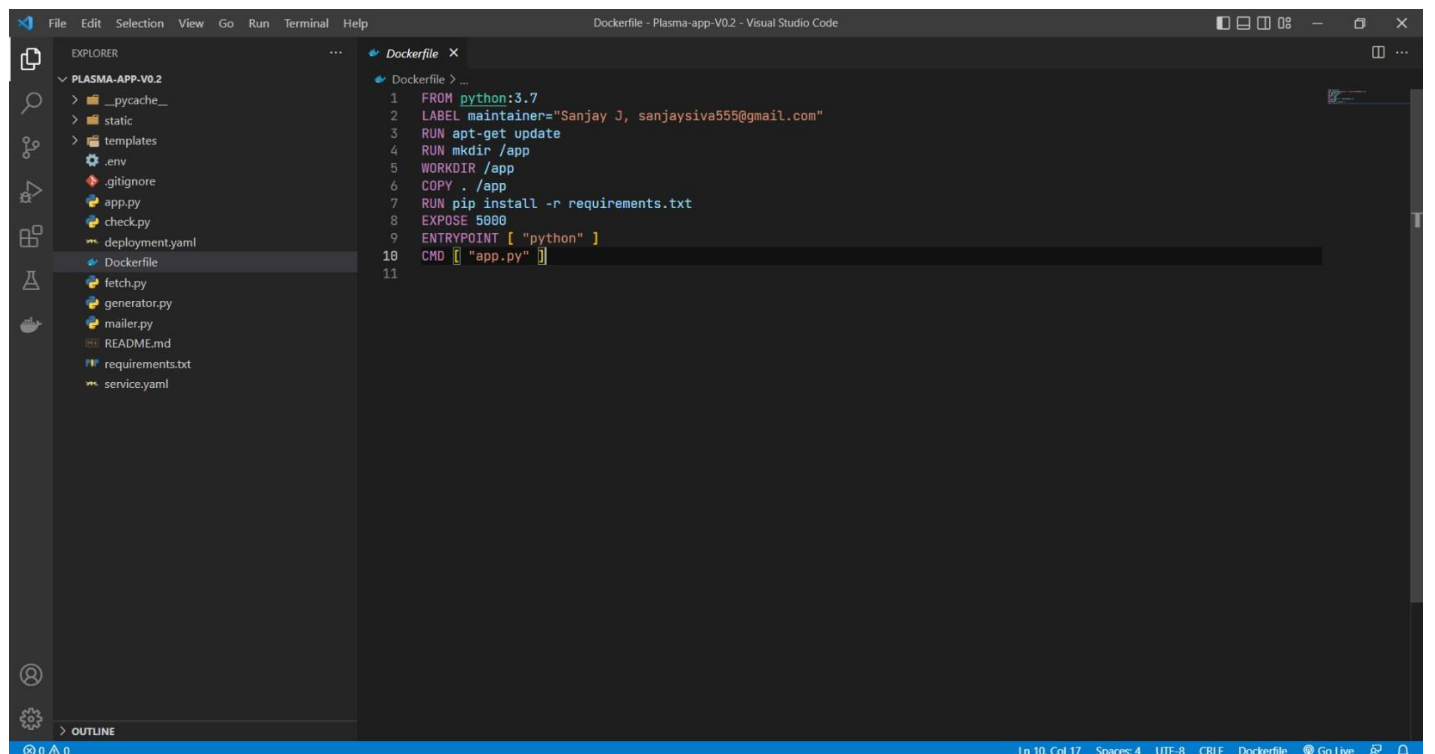 File Edit Selection View Go Run Terminal Help
Dockerfile - Plasma-app-V0.2 - Visual Studio Code
EXPLORER
PLASMA-APP-V0.2
__pycache__
static
templates
.env
.gitignore
app.py
check.py
deployment.yaml
Dockerfile
fetch.py
generator.py
mailer.py
README.md
requirements.txt
service.yaml
OUTLINE
Dockerfile
Dockerfile > ...
1 FROM python:3.7
2 LABEL maintainer="Sanjay J, sanjaysiva555@gmail.com"
3 RUN apt-get update
4 RUN mkdir /app
5 WORKDIR /app
6 COPY . /app
7 RUN pip install -r requirements.txt
8 EXPOSE 5000
9 ENTRYPOINT [ "python" ]
10 CMD [ "app.py" ]
11
0 0
Ln 10, Col 17 Spaces: 4 UTF-8 CRLF Dockerfile Go Live